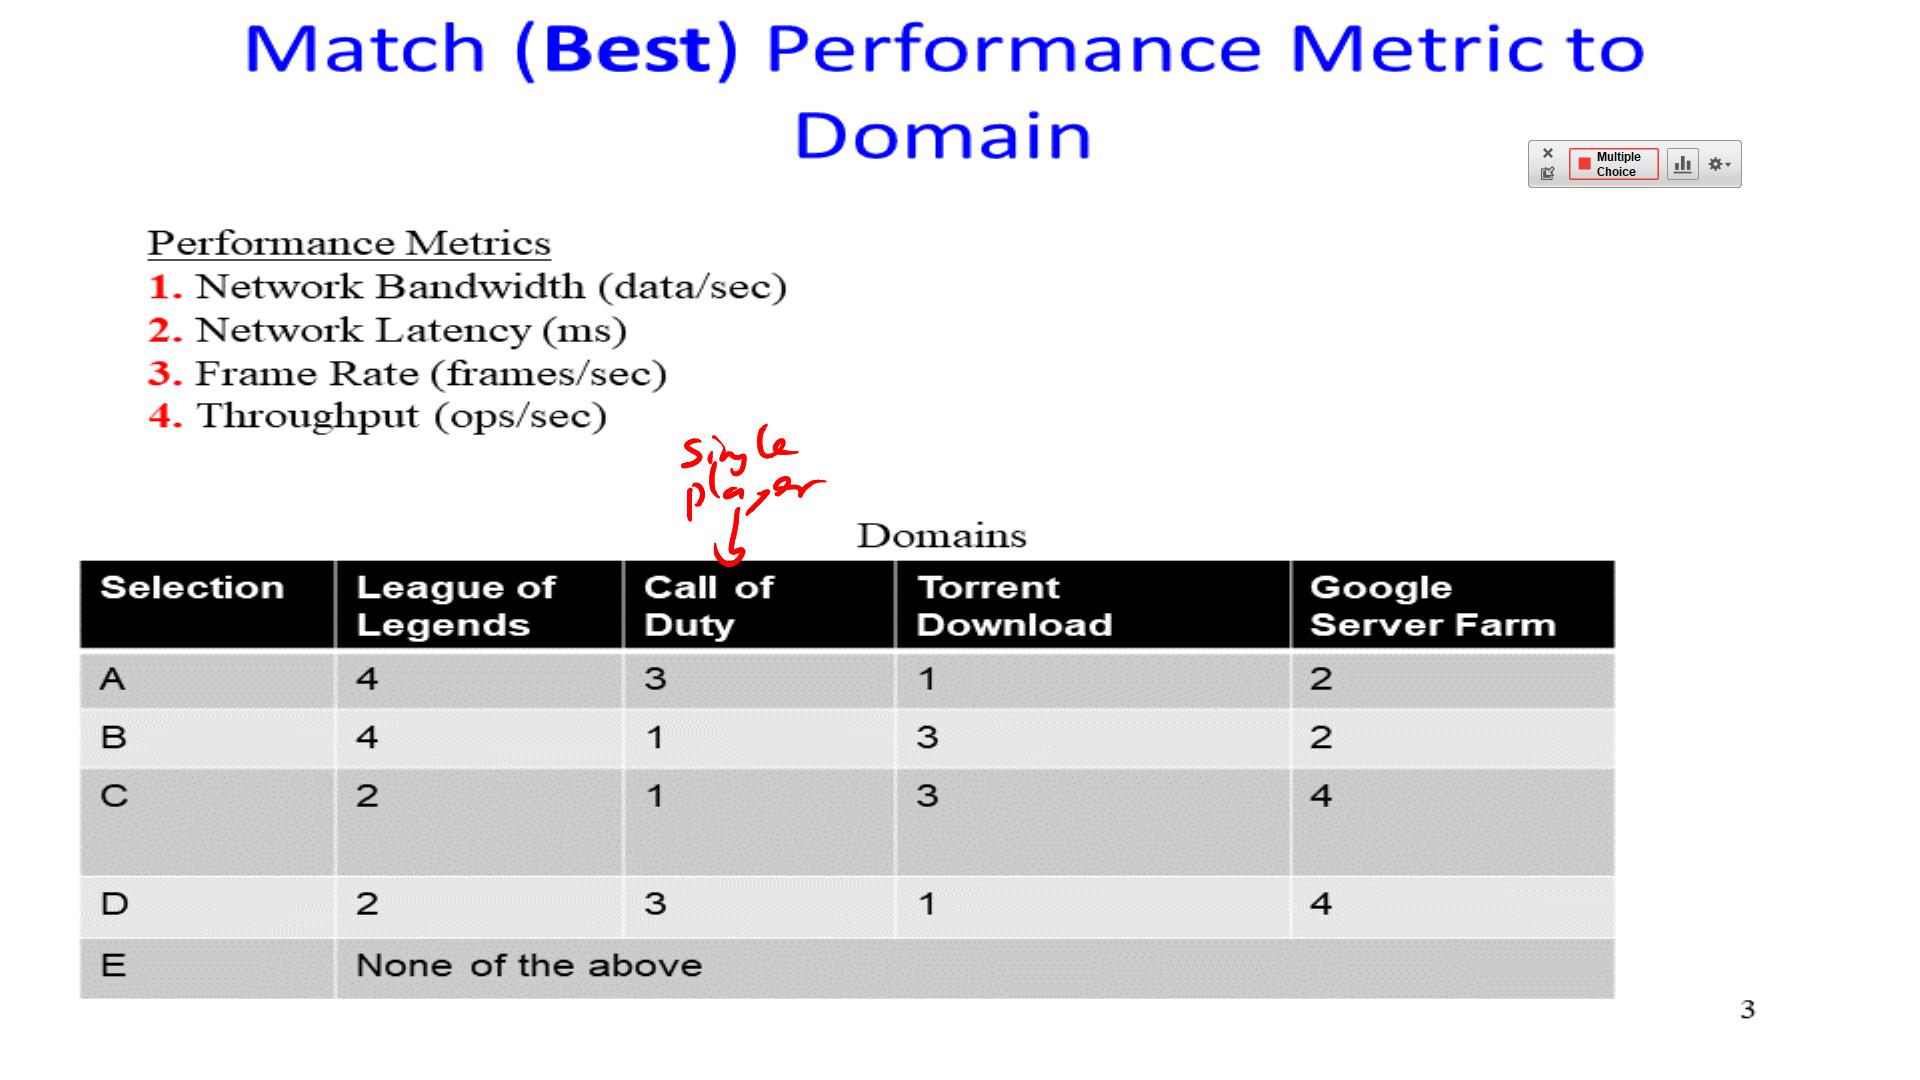 Match (Best) Performance Metric to
Domain
Multiple
Choice
Performance Metrics
1. Network Bandwidth (data/sec)
2. Network Latency (ms)
3. Frame Rate (frames/sec)
4. Throughput (ops/sec)
single
player
Domains
Selection League of Legends Call of Duty Torrent Download Google Server Farm
A 4 3 1 2
B 4 1 3 2
C 2 1 3 4
D 2 3 1 4
E None of the above
3